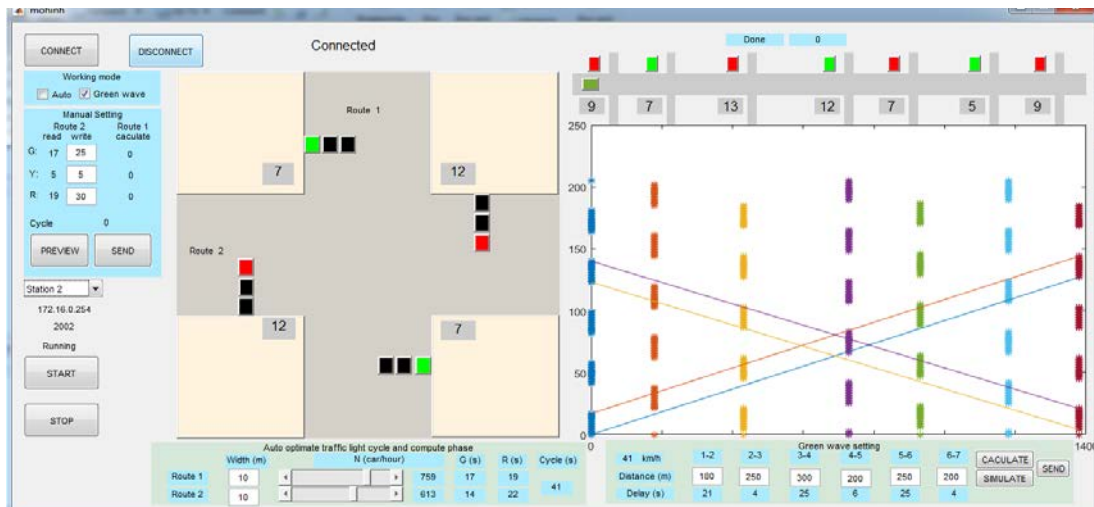 mohinh
CONNECT
DISCONNECT
Connected
Working mode
Auto Green wave
Manual Setting
Route 2 Route 1
read write caculate
G: 17 25 0
Y: 5 5 0
R: 19 30 0
Cycle 0
PREVIEW SEND
Station 2
172.16.0.254
2002
Running
START
STOP
Route 1
7
12
Route 2
12
7
Done 0
9 7 13 12 7 5 9
250
200
150
100
50
0
0 1400
Auto optimate traffic light cycle and compute phase
Width (m) N (car/hour) G (s) R (s) Cycle (s)
Route 1 10 759 17 19
41
Route 2 10 613 14 22
Green wave setting
41 km/h 1-2 2-3 3-4 4-5 5-6 6-7 CACULATE
SEND
Distance (m) 180 250 300 200 250 200 SIMULATE
Delay (s) 21 4 25 6 25 4